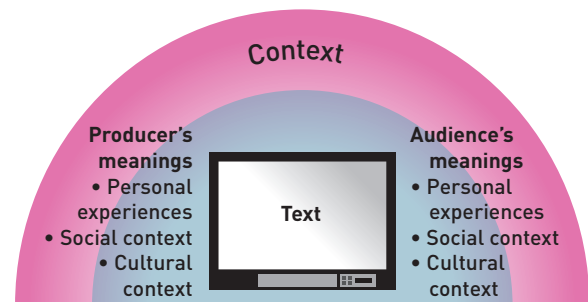 Context
Producer's
meanings
• Personal
experiences
• Social context
• Cultural
context
Text
Audience's
meanings
• Personal
experiences
• Social context
• Cultural
context